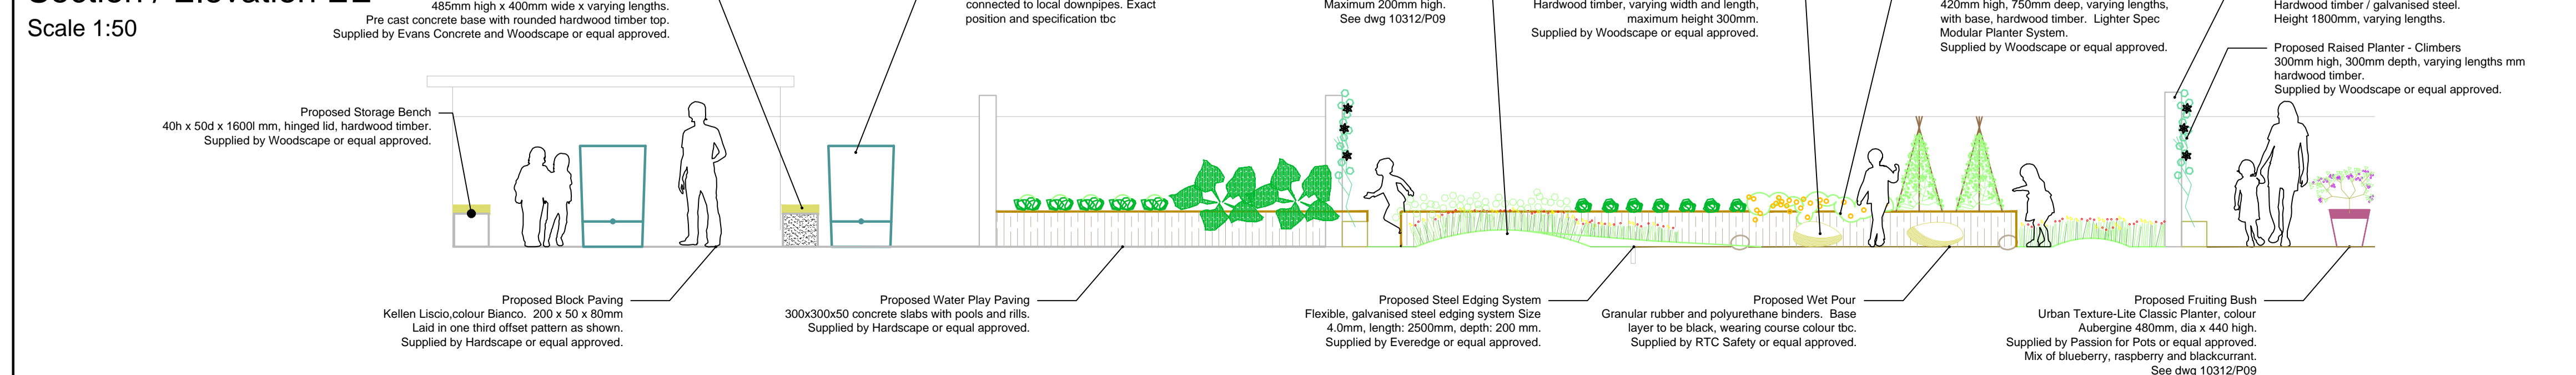 Scale 1:50
485mm high x 400mm wide x varying lengths.
Pre cast concrete base with rounded hardwood timber top.
Supplied by Evans Concrete and Woodscape or equal approved.
connected to local downpipes. Exact
position and specification tbc
Maximum 200mm high.
See dwg 10312/P09
Hardwood timber, varying width and length,
maximum height 300mm.
Supplied by Woodscape or equal approved.
420mm high, 750mm deep, varying lengths,
with base, hardwood timber.  Lighter Spec
Modular Planter System.
Supplied by Woodscape or equal approved.
Hardwood timber / galvanised steel.
Height 1800mm, varying lengths.
Proposed Raised Planter - Climbers
300mm high, 300mm depth, varying lengths mm
hardwood timber.
Supplied by Woodscape or equal approved.
Proposed Storage Bench
40h x 50d x 1600l mm, hinged lid, hardwood timber.
Supplied by Woodscape or equal approved.
Proposed Block Paving
Kellen Liscio,colour Bianco.  200 x 50 x 80mm
Laid in one third offset pattern as shown.
Supplied by Hardscape or equal approved.
Proposed Water Play Paving
300x300x50 concrete slabs with pools and rills.
Supplied by Hardscape or equal approved.
Proposed Steel Edging System
Flexible, galvanised steel edging system Size
4.0mm, length: 2500mm, depth: 200 mm.
Supplied by Everedge or equal approved.
Proposed Wet Pour
Granular rubber and polyurethane binders.  Base
layer to be black, wearing course colour tbc.
Supplied by RTC Safety or equal approved.
Proposed Fruiting Bush
Urban Texture-Lite Classic Planter, colour
Aubergine 480mm, dia x 440 high.
Supplied by Passion for Pots or equal approved.
Mix of blueberry, raspberry and blackcurrant.
See dwg 10312/P09